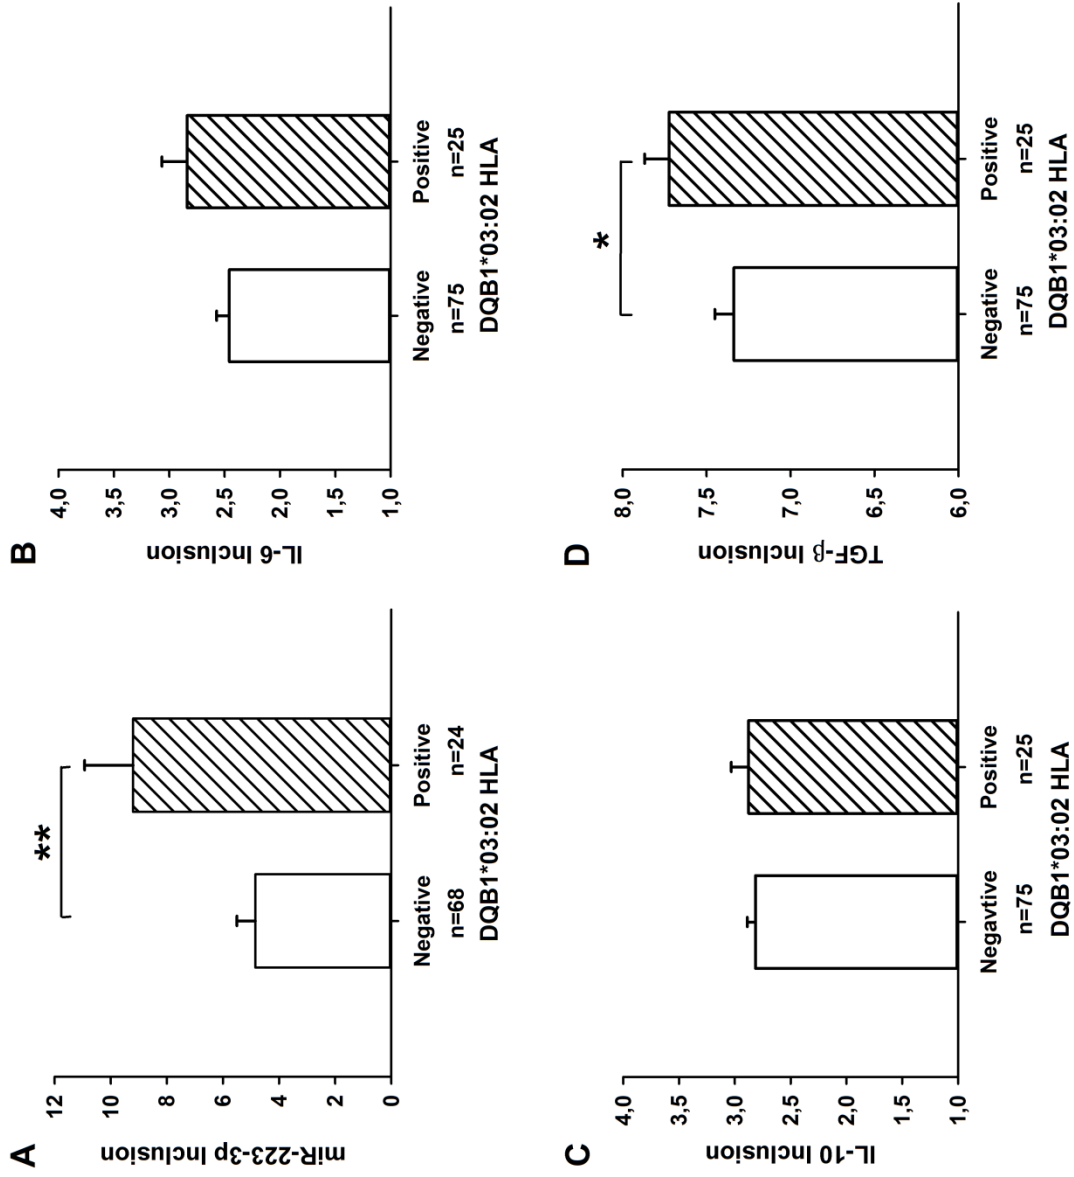 A
miR-223-3p Inclusion
12
10
8
6
4
2
0
**
Negative
Positive
n=68
n=24
DQB1*03:02 HLA
B
IL-6 Inclusion
4,0
3,5
3,0
2,5
2,0
1,5
1,0
Negative
Positive
n=75
n=25
DQB1*03:02 HLA
C
IL-10 Inclusion
4,0
3,5
3,0
2,5
2,0
1,5
1,0
Negavtive
Positive
n=75
n=25
DQB1*03:02 HLA
D
TGF-β Inclusion
8,0
7,5
7,0
6,5
6,0
*
Negative
Positive
n=75
n=25
DQB1*03:02 HLA